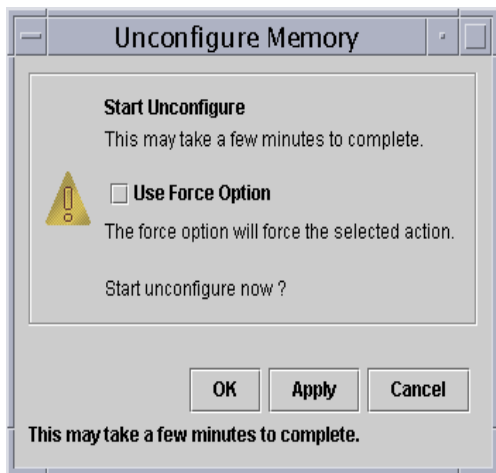 Unconfigure Memory
Start Unconfigure
This may take a few minutes to complete.
Use Force Option
The force option will force the selected action.
Start unconfigure now ?
OK Apply Cancel
This may take a few minutes to complete.